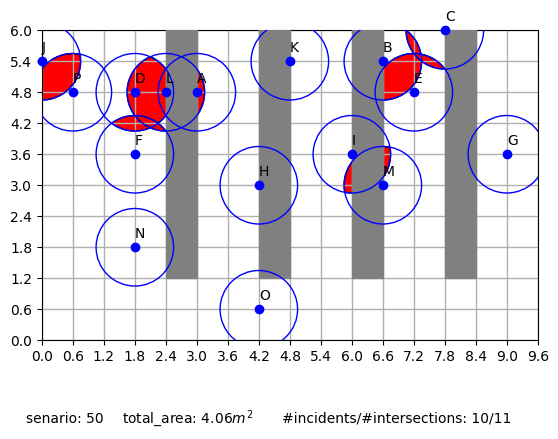 6.0
5.4
4.8
4.2
3.6
3.0
2.4
1.8
1.2
0.6
0.0
C
J
K
B
P
D
L
A
E
F
I
G
H
M
N
O
0.0 0.6 1.2 1.8 2.4 3.0 3.6 4.2 4.8 5.4 6.0 6.6 7.2 7.8 8.4 9.0 9.6
senario: 50 total_area: 4.06m² #incidents/#intersections: 10/11